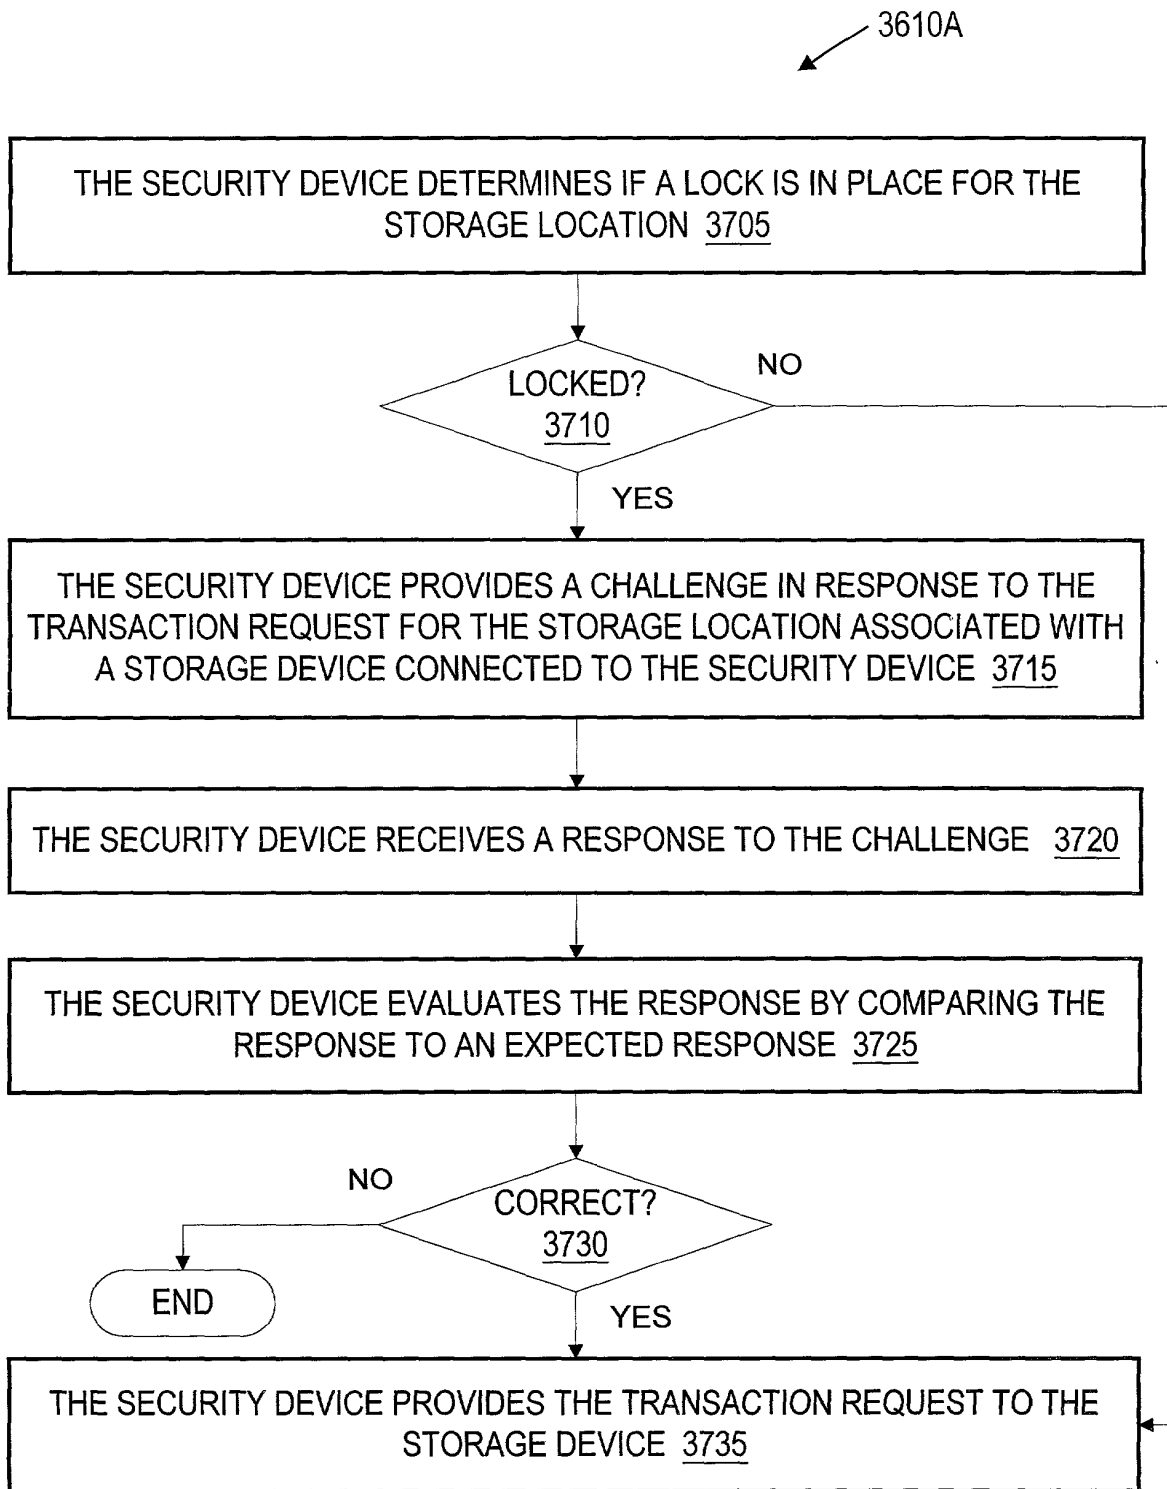 3610A
THE SECURITY DEVICE DETERMINES IF A LOCK IS IN PLACE FOR THE
STORAGE LOCATION 3705
LOCKED?
3710
NO
YES
THE SECURITY DEVICE PROVIDES A CHALLENGE IN RESPONSE TO THE
TRANSACTION REQUEST FOR THE STORAGE LOCATION ASSOCIATED WITH
A STORAGE DEVICE CONNECTED TO THE SECURITY DEVICE 3715
THE SECURITY DEVICE RECEIVES A RESPONSE TO THE CHALLENGE 3720
THE SECURITY DEVICE EVALUATES THE RESPONSE BY COMPARING THE
RESPONSE TO AN EXPECTED RESPONSE 3725
NO
CORRECT?
3730
END
YES
THE SECURITY DEVICE PROVIDES THE TRANSACTION REQUEST TO THE
STORAGE DEVICE 3735